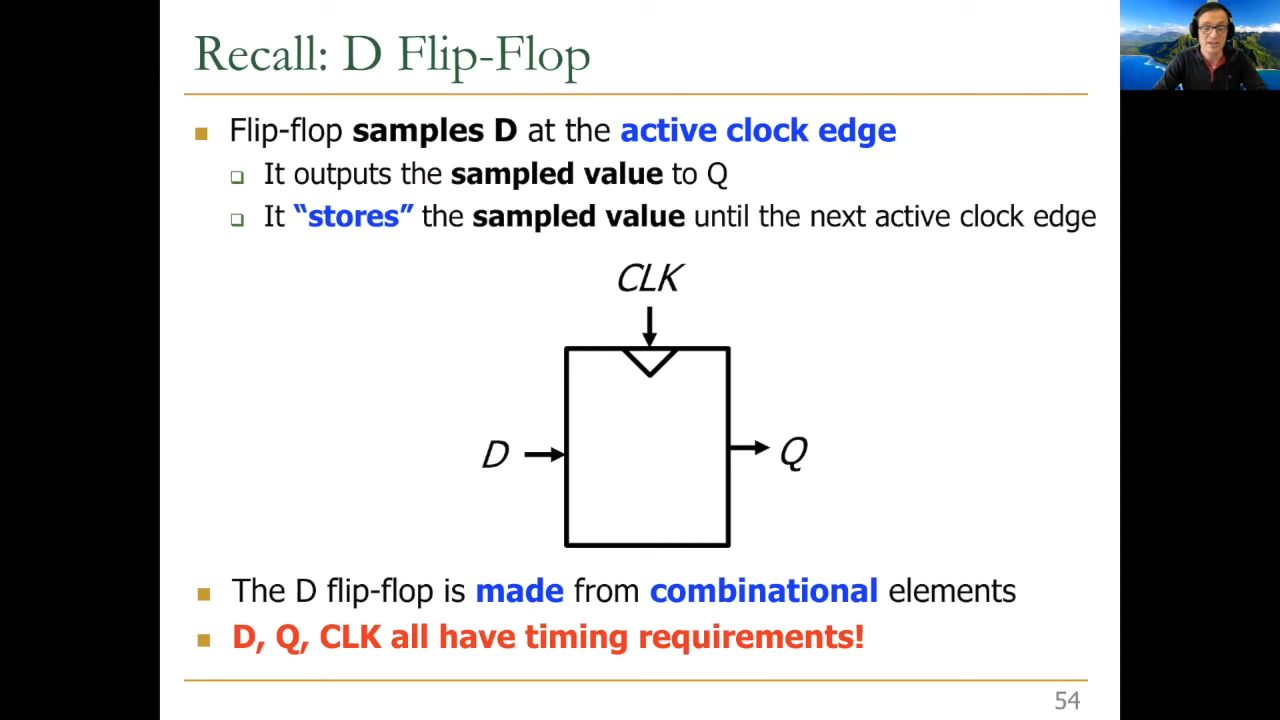 Recall: D Flip-Flop
Flip-flop samples D at the active clock edge
It outputs the sampled value to Q
It “stores” the sampled value until the next active clock edge
CLK
D
Q
The D flip-flop is made from combinational elements
D, Q, CLK all have timing requirements!
54